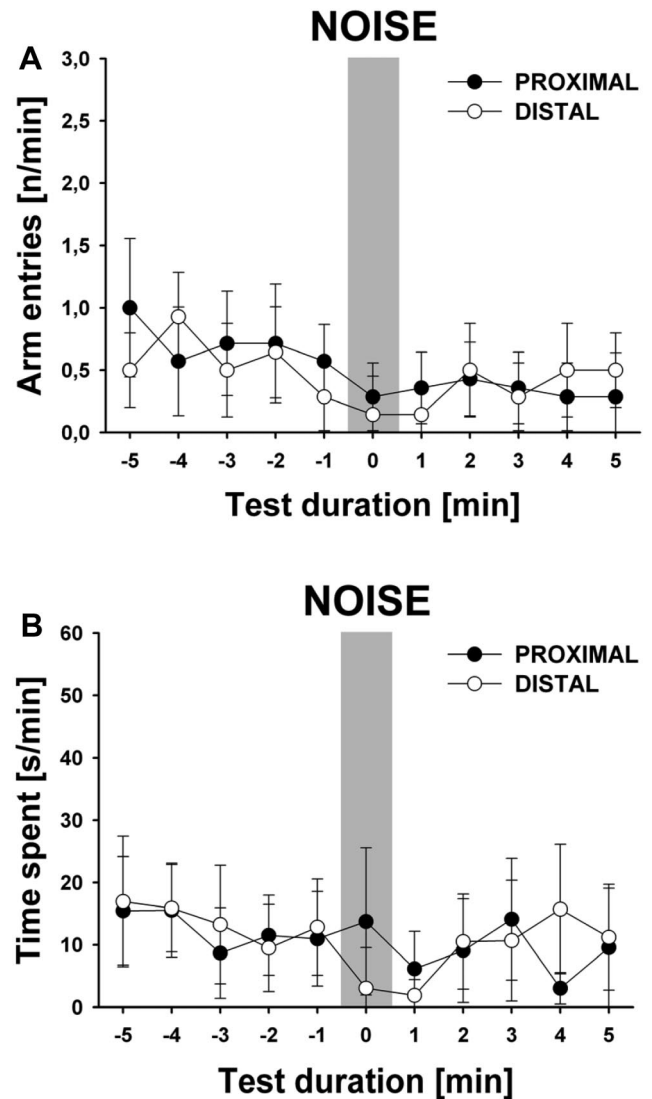 NOISE
A
3,0
2,5
2,0
1,5
1,0
0,5
0,0
Arm entries [n/min]
PROXIMAL
DISTAL
-5 -4 -3 -2 -1 0 1 2 3 4 5
Test duration [min]
NOISE
B
60
50
40
30
20
10
0
Time spent [s/min]
PROXIMAL
DISTAL
-5 -4 -3 -2 -1 0 1 2 3 4 5
Test duration [min]